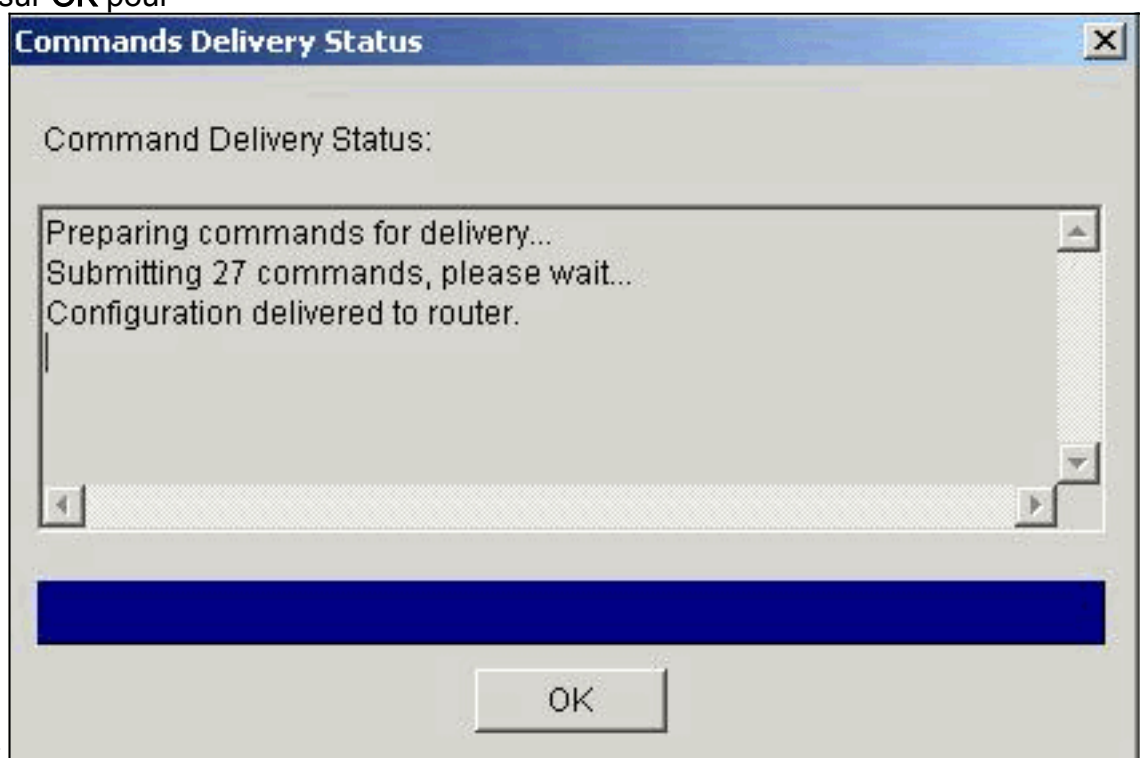 sur OK pour
Commands Delivery Status
Command Delivery Status:
Preparing commands for delivery...
Submitting 27 commands, please wait...
Configuration delivered to router.
OK